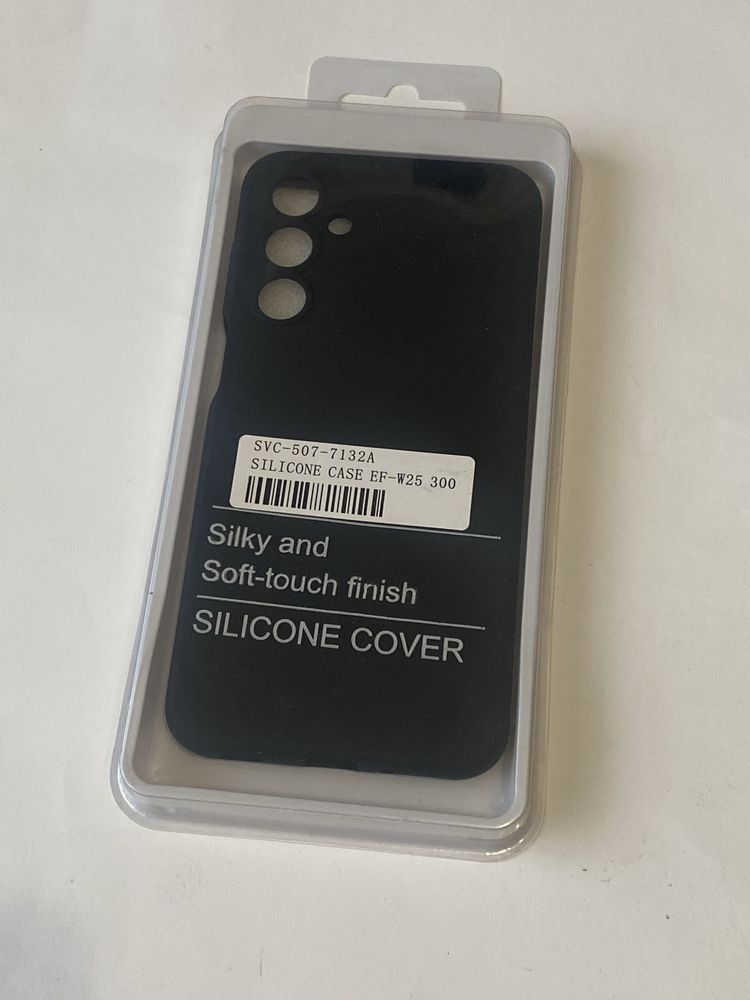 SVC-507-7132A
SILICONE CASE EF-W25 300
Silky and
Soft-touch finish
SILICONE COVER